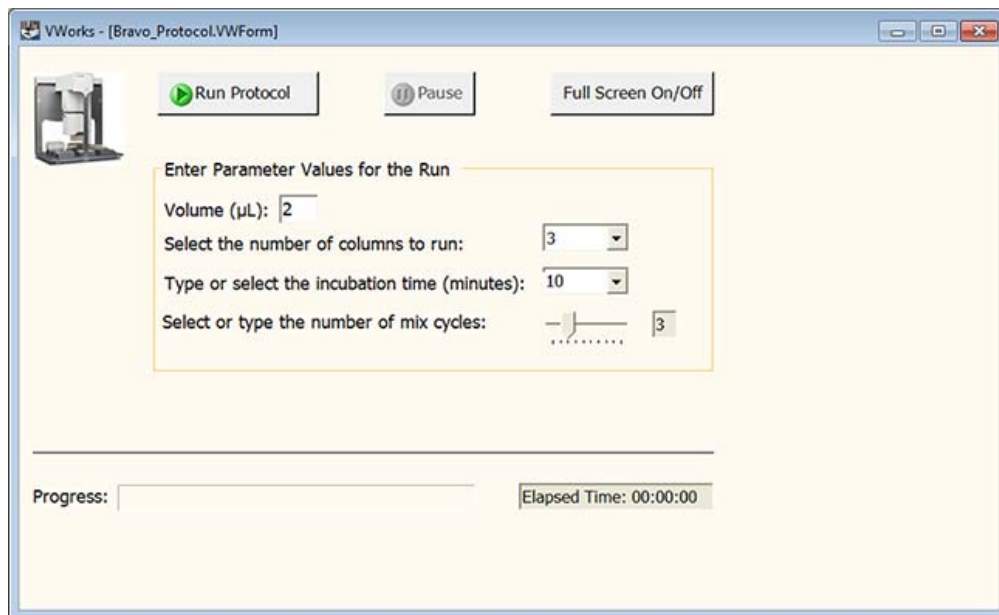 VWorks - [Bravo_Protocol.VWForm]
Run Protocol
Pause
Full Screen On/Off
Enter Parameter Values for the Run
Volume (µL): 2
Select the number of columns to run: 3
Type or select the incubation time (minutes): 10
Select or type the number of mix cycles: 3
Progress:
Elapsed Time: 00:00:00